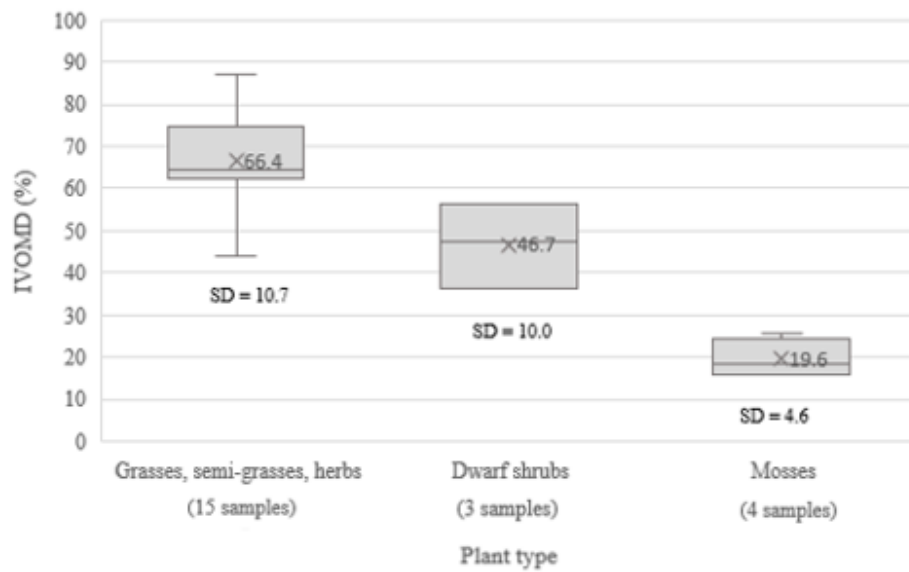 100
90
80
70
60
50
40
30
20
10
0
IVOMD (%)
66.4
SD = 10.7
46.7
SD = 10.0
19.6
SD = 4.6
Grasses, semi-grasses, herbs
(15 samples)
Dwarf shrubs
(3 samples)
Mosses
(4 samples)
Plant type